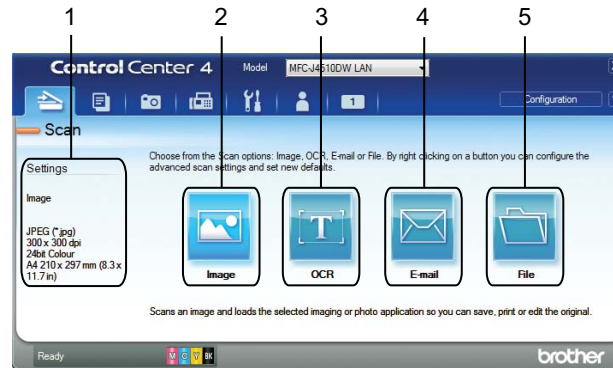 1 2 3 4 5
Control Center 4 Model MFC-J4510DW LAN
1 Configuration
Scan
Settings
Image
JPEG (*.jpg)
300 x 300 dpi
24bit Colour
A4 210 x 297 mm (8.3 x
11.7 in)
Choose from the Scan options: Image, OCR, E-mail or File. By right clicking on a button you can configure the
advanced scan settings and set new defaults.
T
Image OCR E-mail File
Scans an image and loads the selected imaging or photo application so you can save, print or edit the original.
Ready M C Y BK brother